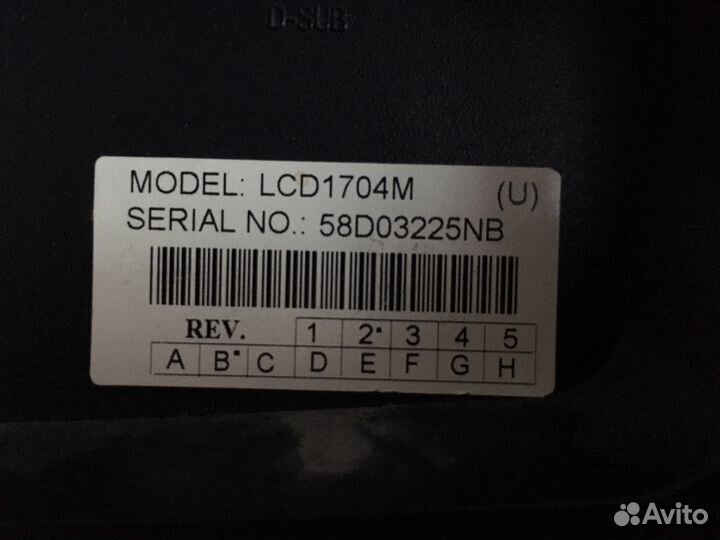 D-SUB
MODEL: LCD1704M (U)
SERIAL NO.: 58D03225NB
REV. 1 2 3 4 5
A B C D E F G H
Avito